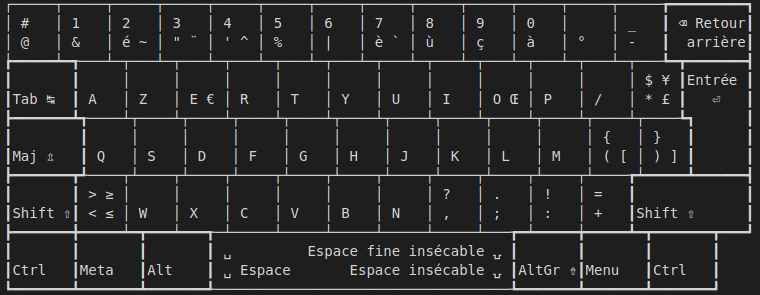 # 1 2 3 4 5 6 7 8 9 0 _ ⌫ Retour
@ & é ~ " ¨ ' ^ % | è ` ù ç à ° - arrière
$ ¥ Entrée
Tab ↹ A Z E € R T Y U I O Œ P / * £ ⏎
{ }
Maj ⇫ Q S D F G H J K L M ( [ ) ]
> ≥ ? . ! =
Shift ⇧ < ≤ W X C V B N , ; : + Shift ⇧
␣ Espace fine insécable ⍽
Ctrl Meta Alt ␣ Espace Espace insécable ⍽ AltGr ⇮ Menu Ctrl